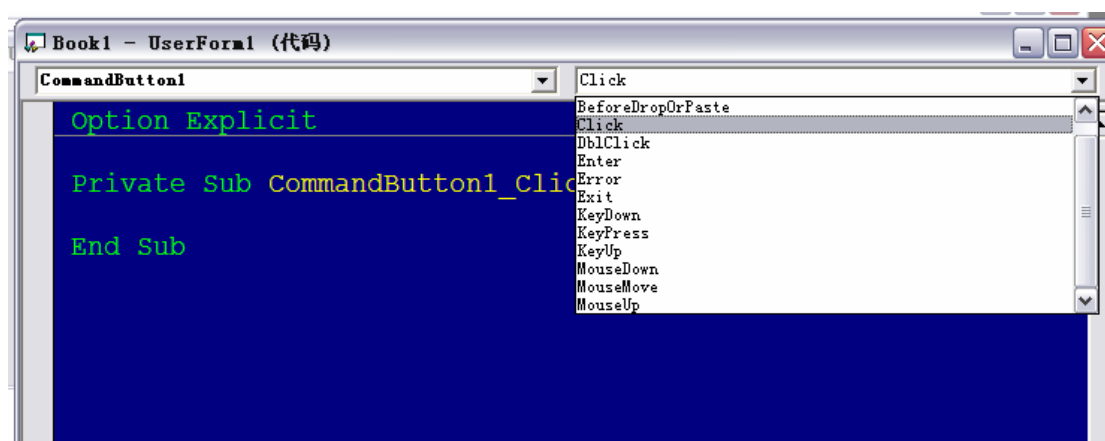 Book1 - UserForm1 (代码)
CommandButton1
Click
Option Explicit
Private Sub CommandButton1_Clic
End Sub
BeforeDropOrPaste
Click
DblClick
Enter
Error
Exit
KeyDown
KeyPress
KeyUp
MouseDown
MouseMove
MouseUp